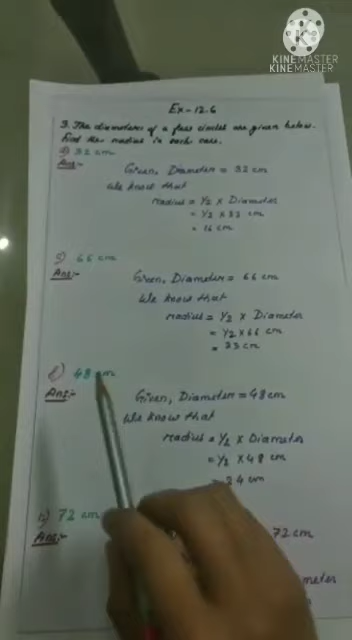 KINEMASTER
KINEMASTER
Ex-12.6
3. The diameters of a few circles are given below.
Find the radius in each case.
32 cm
Ans:-
Given, Diameter = 32 cm
We know that
radius = 1/2 x Diameter
= 1/2 x 32 cm
= 16 cm
66 cm
Ans:-
Given, Diameter = 66 cm
We know that
radius = 1/2 x Diameter
= 1/2 x 66 cm
= 33 cm
48 cm
Ans:-
Given, Diameter = 48 cm
We know that
radius = 1/2 x Diameter
= 1/2 x 48 cm
= 24 cm
72 cm
Ans:-
72 cm
meter